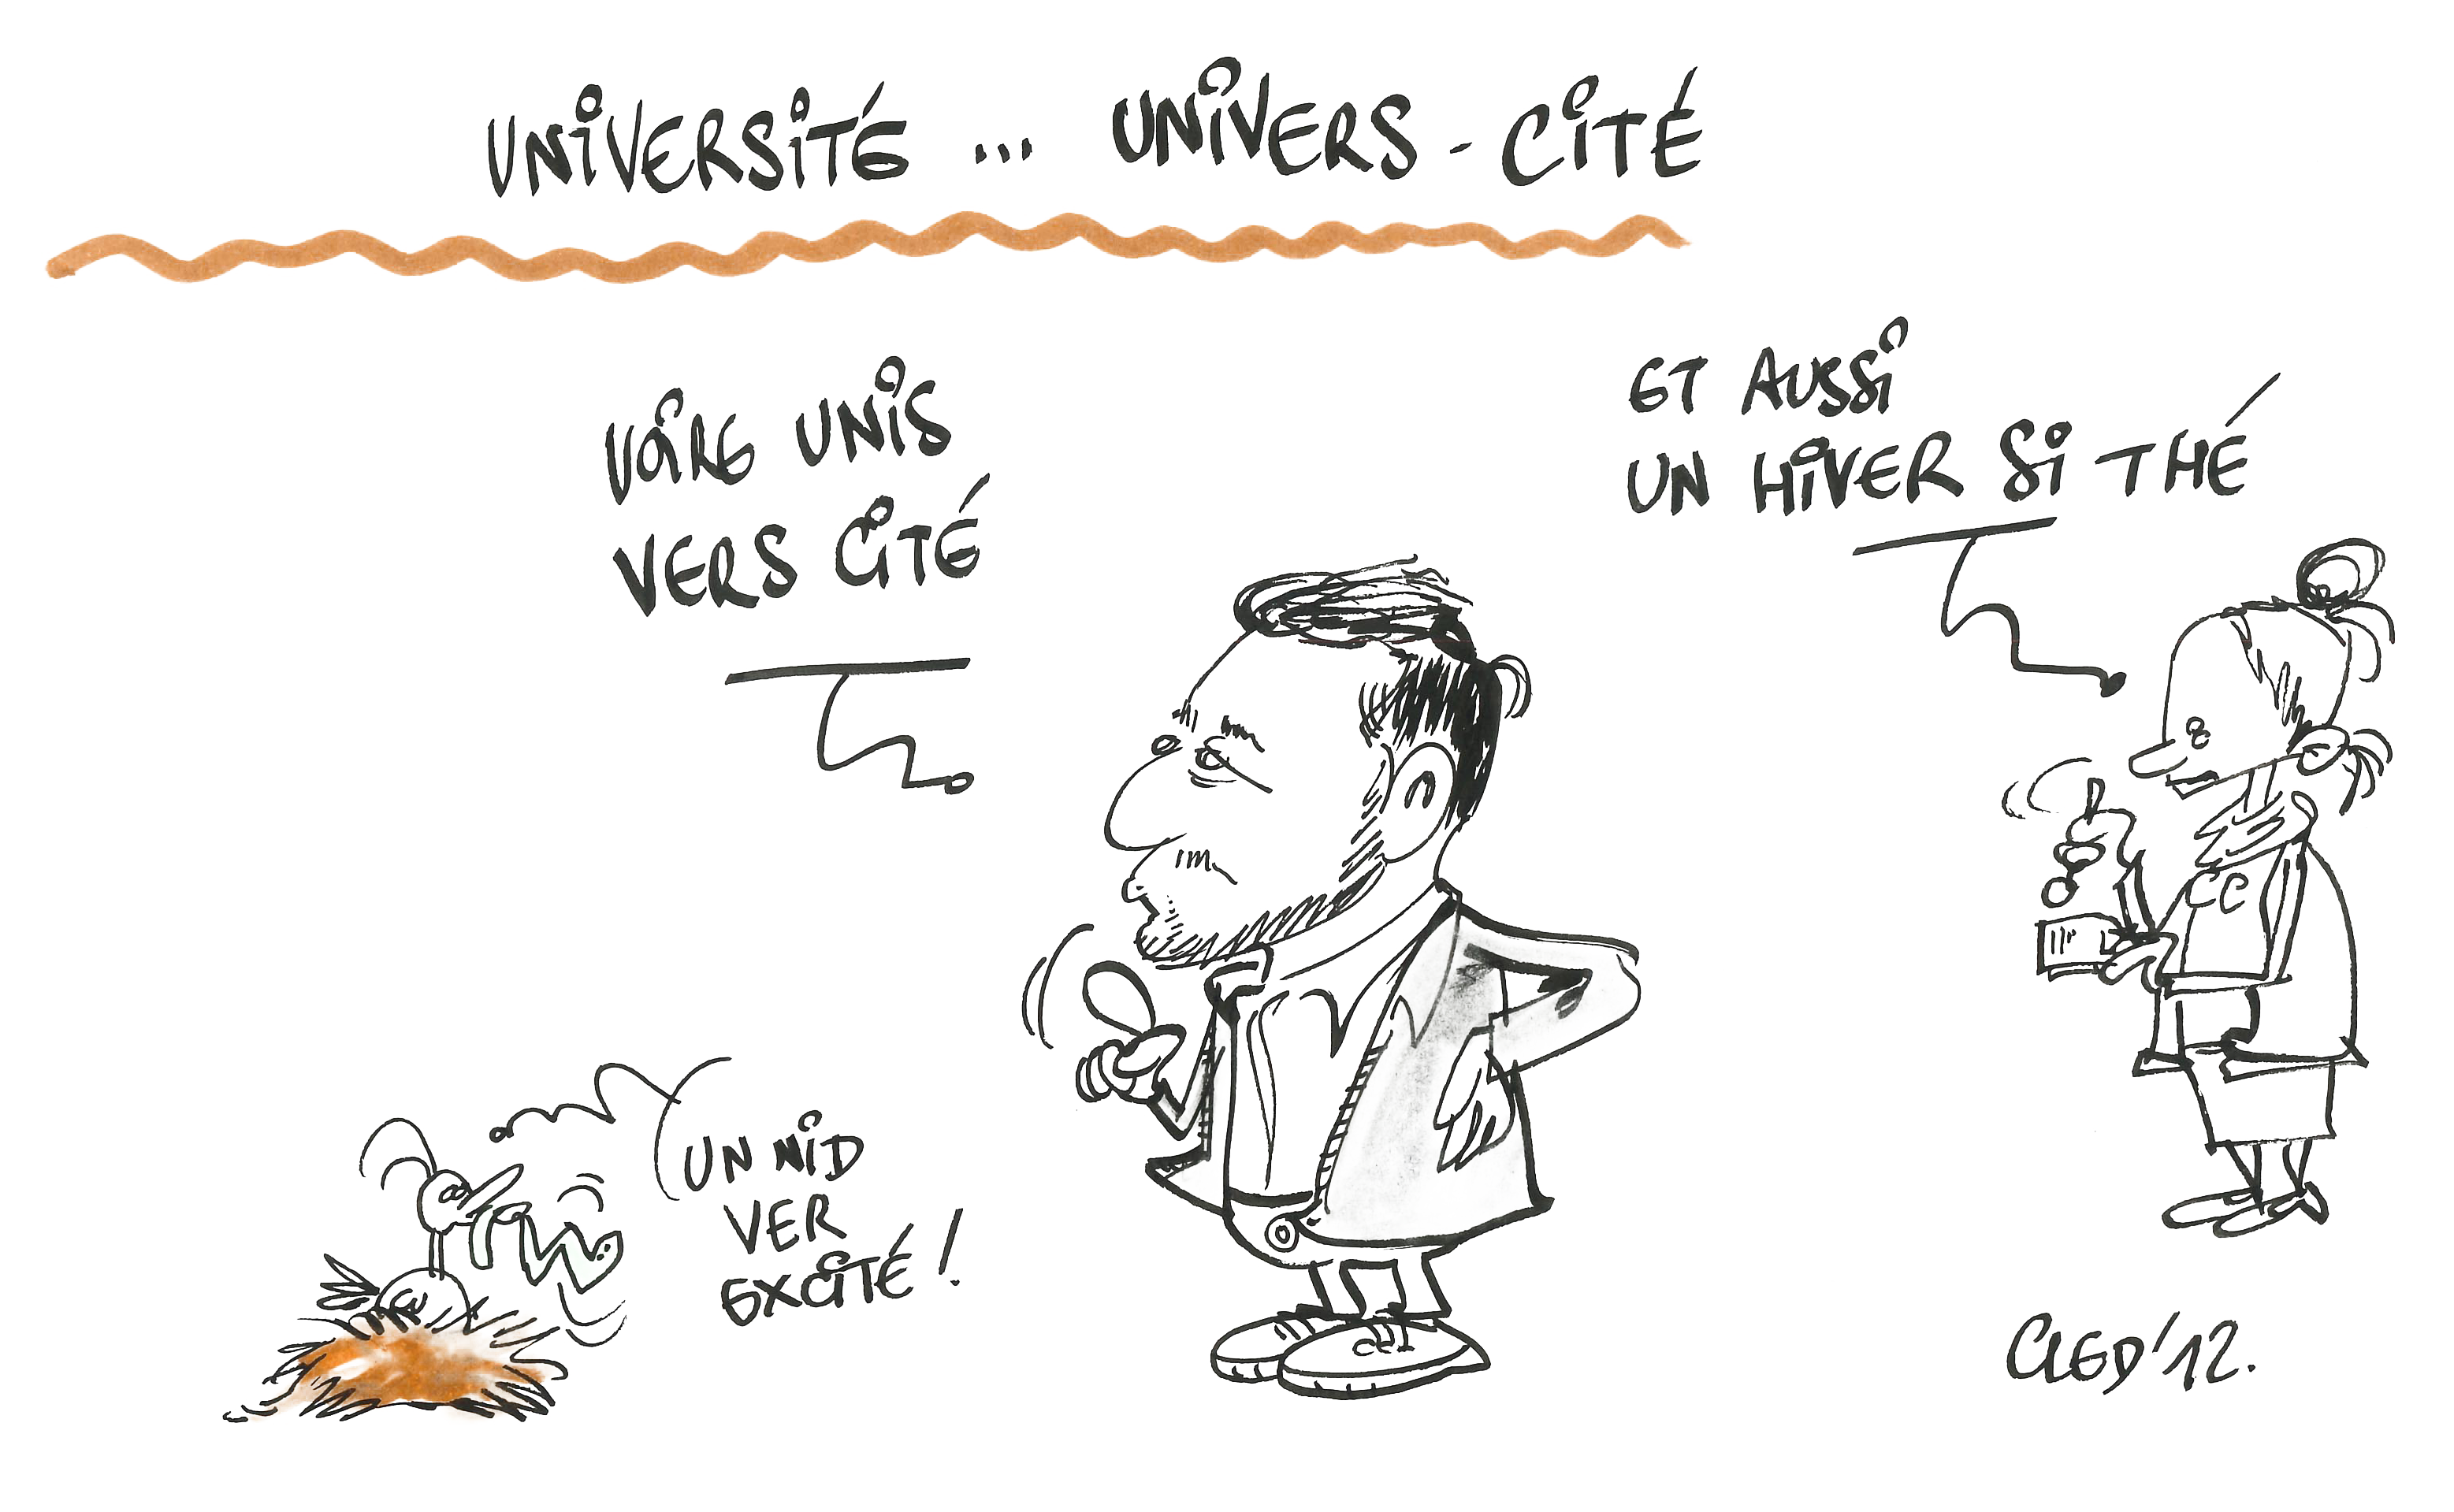 UNIVERSITÉ ... UNIVERS - CITÉ
VOIRE UNIS
VERS CITÉ
ET AUSSI
UN HIVER SI THÉ
UN NID
VER
EXCITÉ !
CLED'12.